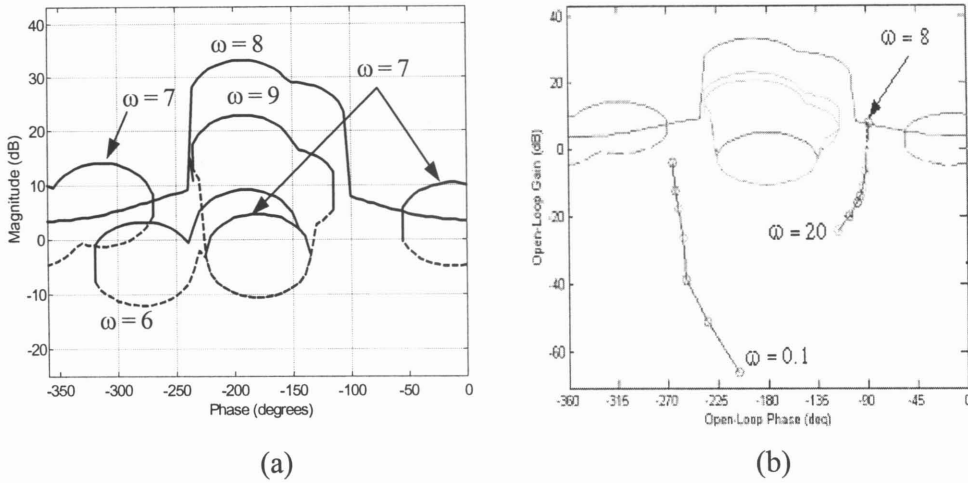 40
30
20
10
0
-10
-20
Magnitude (dB)
ω = 8
ω = 7
ω = 9
ω = 7
ω = 6
-350 -300 -250 -200 -150 -100 -50 0
Phase (degrees)
(a)
40
20
0
-20
-40
-60
Open-Loop Gain (dB)
ω = 8
ω = 20
ω = 0.1
-360 -315 -270 -225 -180 -135 -90 -45 0
Open-Loop Phase (deg)
(b)